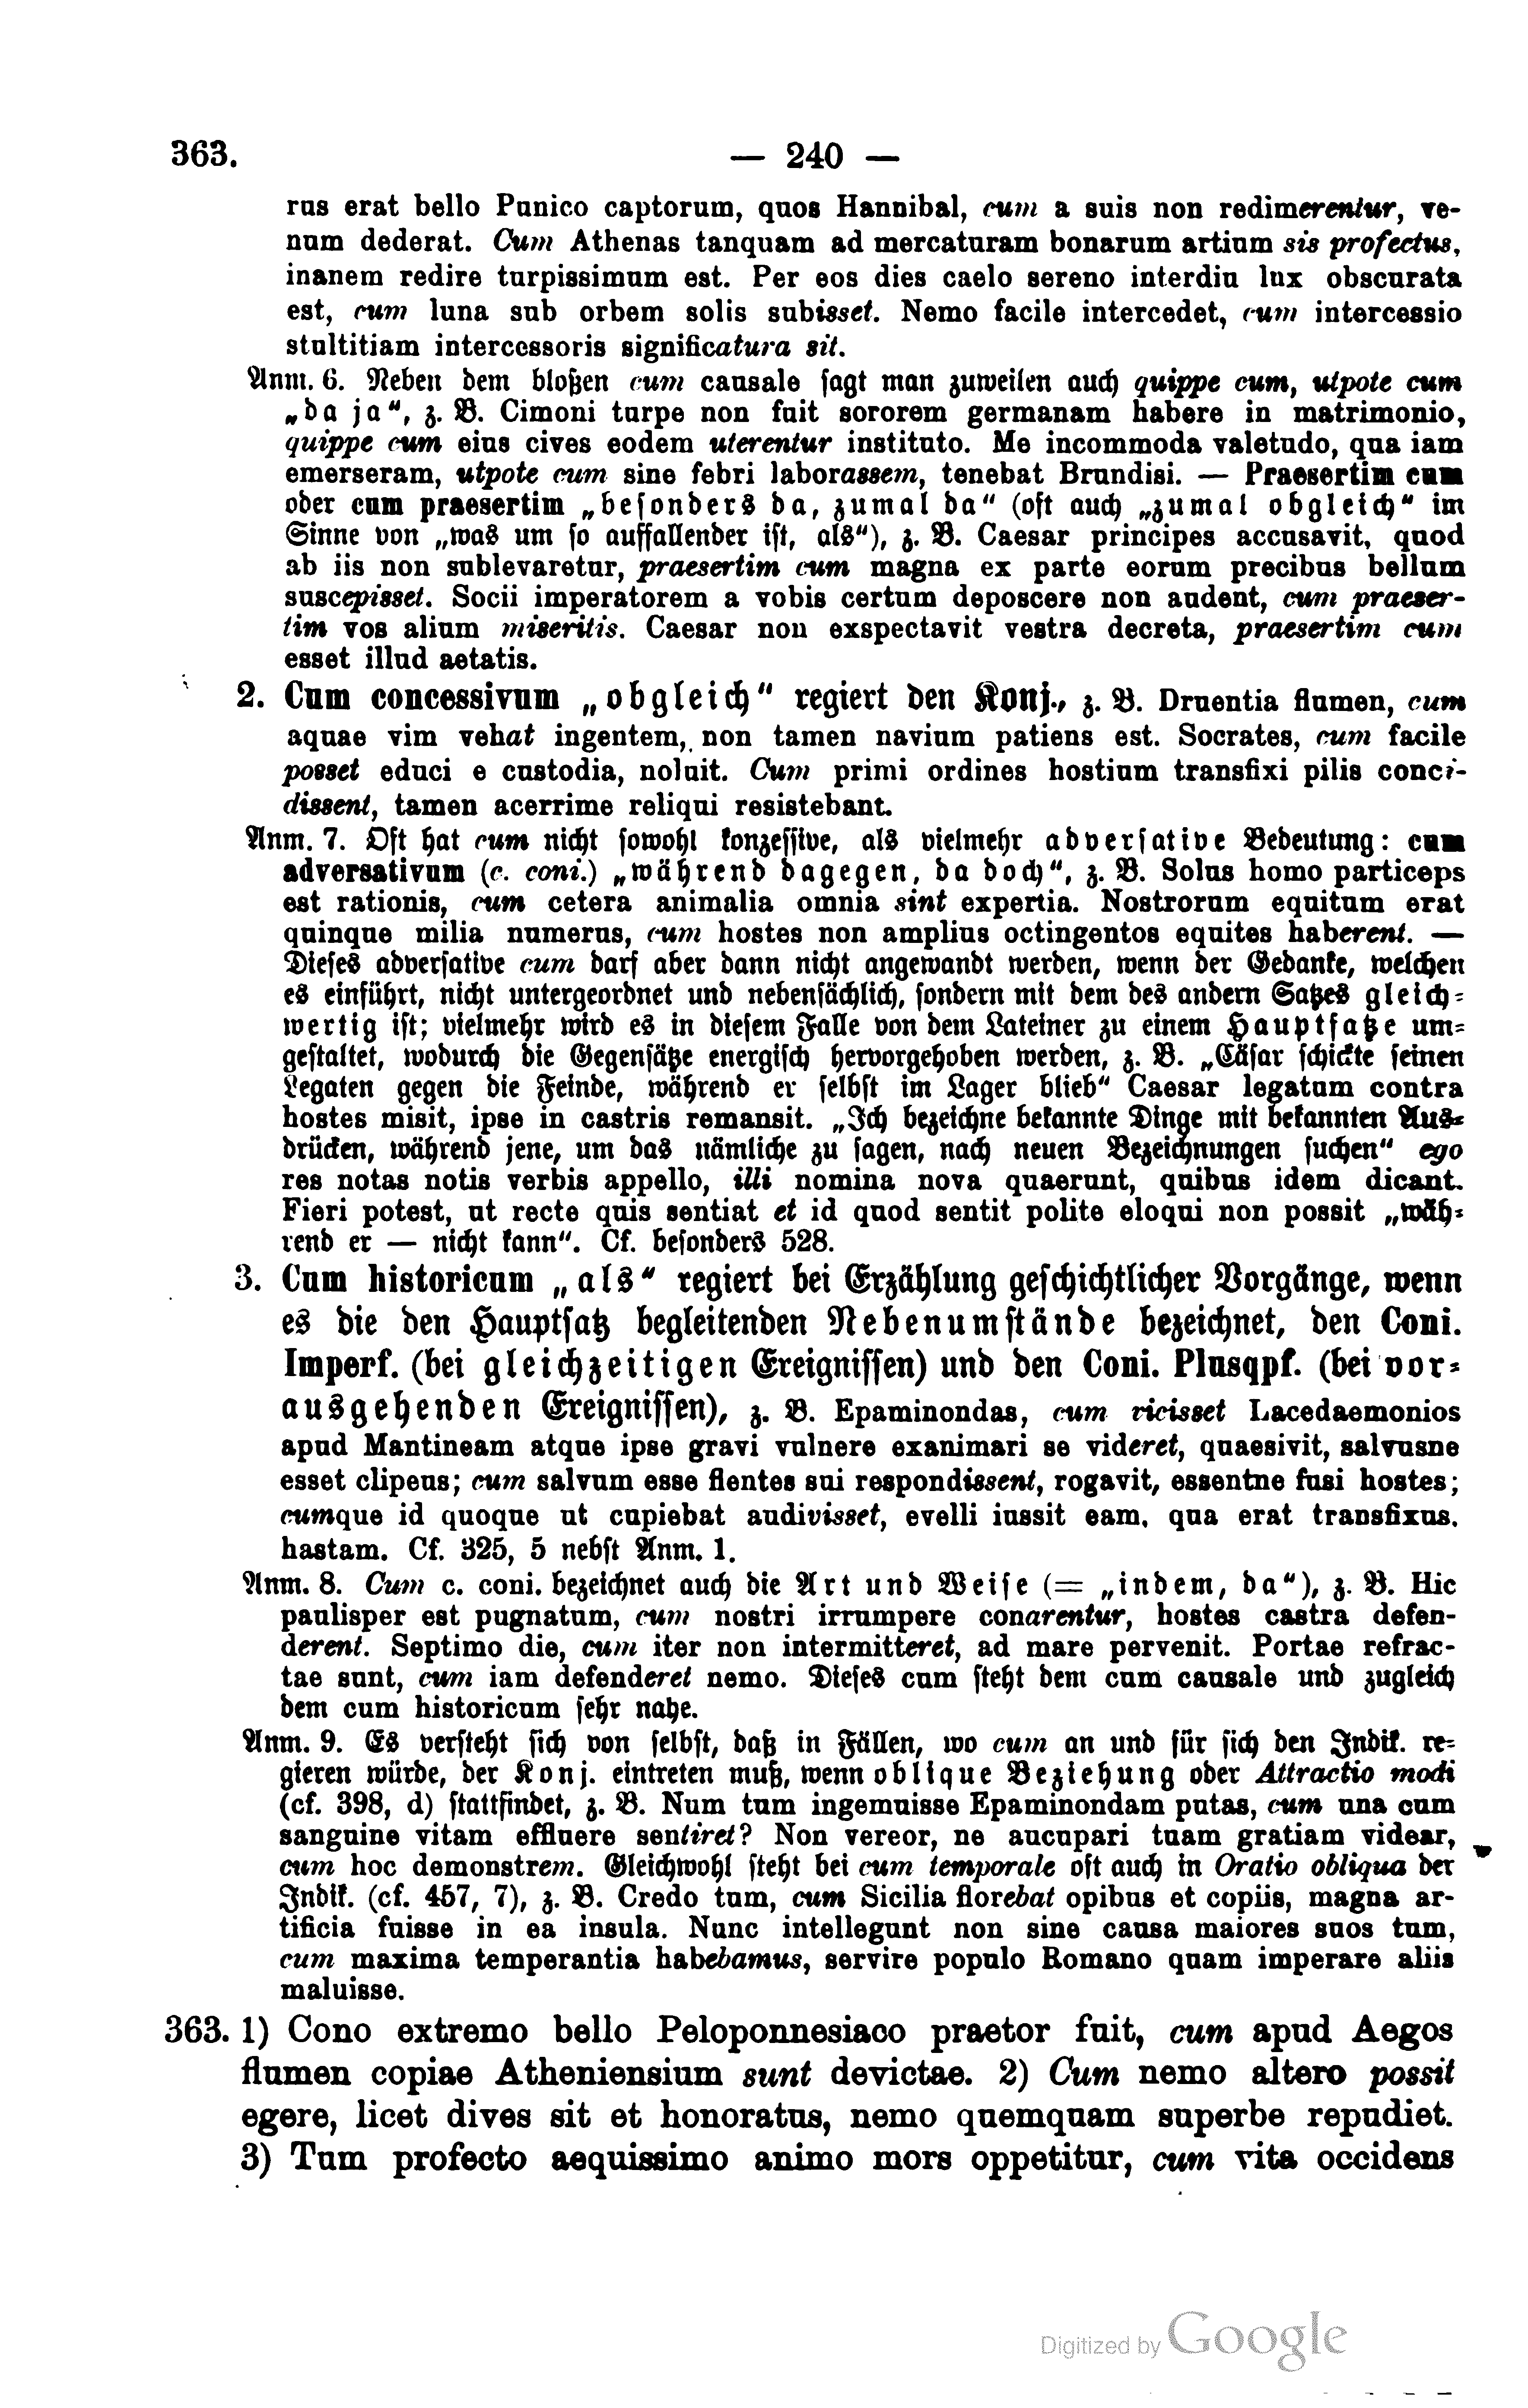 363. — 240 —
rus erat bello Punico captorum, quos Hannibal, cum a suis non redimerentur, ve-
num dederat. Cum Athenas tanquam ad mercaturam bonarum artium sis profectus,
inanem redire turpissimum est. Per eos dies caelo sereno interdiu lux obscurata
est, cum luna sub orbem solis subisset. Nemo facile intercedet, cum intercessio
stultitiam intercessoris significatura sit.
Anm. 6. Neben dem bloßen cum causale sagt man zuweilen auch quippe cum, utpote cum
„da ja“, z. B. Cimoni turpe non fuit sororem germanam habere in matrimonio,
quippe cum eius cives eodem uterentur instituto. Me incommoda valetudo, qua iam
emerseram, utpote cum sine febri laborassem, tenebat Brundisi. — Praesertim cum
oder cum praesertim „besonders da, zumal da“ (oft auch „zumal obgleich“ im
Sinne von „was um so auffallender ist, als“), z. B. Caesar principes accusavit, quod
ab iis non sublevaretur, praesertim cum magna ex parte eorum precibus bellum
suscepisset. Socii imperatorem a vobis certum deposcere non audent, cum praeser-
tim vos alium miseritis. Caesar non exspectavit vestra decreta, praesertim cum
esset illud aetatis.
2. Cum concessivum „obgleich“ regiert den Konj., z. B. Druentia flumen, cum
aquae vim vehat ingentem, non tamen navium patiens est. Socrates, cum facile
posset educi e custodia, noluit. Cum primi ordines hostium transfixi pilis conci-
dissent, tamen acerrime reliqui resistebant.
Anm. 7. Oft hat cum nicht sowohl konzessive, als vielmehr adversative Bedeutung: cum
adversativum (c. coni.) „während dagegen, da doch“, z. B. Solus homo particeps
est rationis, cum cetera animalia omnia sint expertia. Nostrorum equitum erat
quinque milia numerus, cum hostes non amplius octingentos equites haberent. —
Dieses adversative cum darf aber dann nicht angewandt werden, wenn der Gedanke, welchen
es einführt, nicht untergeordnet und nebensächlich, sondern mit dem des andern Satzes gleich-
wertig ist; vielmehr wird es in diesem Falle von dem Lateiner zu einem Hauptsatze um-
gestaltet, wodurch die Gegensätze energisch hervorgehoben werden, z. B. „Cäsar schickte seinen
Legaten gegen die Feinde, während er selbst im Lager blieb“ Caesar legatum contra
hostes misit, ipse in castris remansit. „Ich bezeichne bekannte Dinge mit bekannten Aus-
drücken, während jene, um das nämliche zu sagen, nach neuen Bezeichnungen suchen“ ego
res notas notis verbis appello, illi nomina nova quaerunt, quibus idem dicant.
Fieri potest, ut recte quis sentiat et id quod sentit polite eloqui non possit „wäh-
rend er — nicht kann“. Cf. besonders 528.
3. Cum historicum „als“ regiert bei Erzählung geschichtlicher Vorgänge, wenn
es die den Hauptsatz begleitenden Nebenumstände bezeichnet, den Coni.
Imperf. (bei gleichzeitigen Ereignissen) und den Coni. Plusqpf. (bei vor-
ausgehenden Ereignissen), z. B. Epaminondas, cum vicisset Lacedaemonios
apud Mantineam atque ipse gravi vulnere exanimari se videret, quaesivit, salvusne
esset clipeus; cum salvum esse flentes sui respondissent, rogavit, essentne fusi hostes;
cumque id quoque ut cupiebat audivisset, evelli iussit eam, qua erat transfixus,
hastam. Cf. 325, 5 nebst Anm. 1.
Anm. 8. Cum c. coni. bezeichnet auch die Art und Weise (= „indem, da“), z. B. Hic
paulisper est pugnatum, cum nostri irrumpere conarentur, hostes castra defen-
derent. Septimo die, cum iter non intermitteret, ad mare pervenit. Portae refrac-
tae sunt, cum iam defenderet nemo. Dieses cum steht dem cum causale und zugleich
dem cum historicum sehr nahe.
Anm. 9. Es versteht sich von selbst, daß in Fällen, wo cum an und für sich den Indik. re-
gieren würde, der Konj. eintreten muß, wenn oblique Beziehung oder Attractio modi
(cf. 398, d) stattfindet, z. B. Num tum ingemuisse Epaminondam putas, cum una cum
sanguine vitam effluere sentiret? Non vereor, ne aucupari tuam gratiam videar,
cum hoc demonstrem. Gleichwohl steht bei cum temporale oft auch in Oratio obliqua der
Indik. (cf. 457, 7), z. B. Credo tum, cum Sicilia florebat opibus et copiis, magna ar-
tificia fuisse in ea insula. Nunc intellegunt non sine causa maiores suos tum,
cum maxima temperantia habebamus, servire populo Romano quam imperare aliis
maluisse.
363. 1) Cono extremo bello Peloponnesiaco praetor fuit, cum apud Aegos
flumen copiae Atheniensium sunt devictae. 2) Cum nemo altero possit
egere, licet dives sit et honoratus, nemo quemquam superbe repudiet.
3) Tum profecto aequissimo animo mors oppetitur, cum vita occidens
Digitized by Google